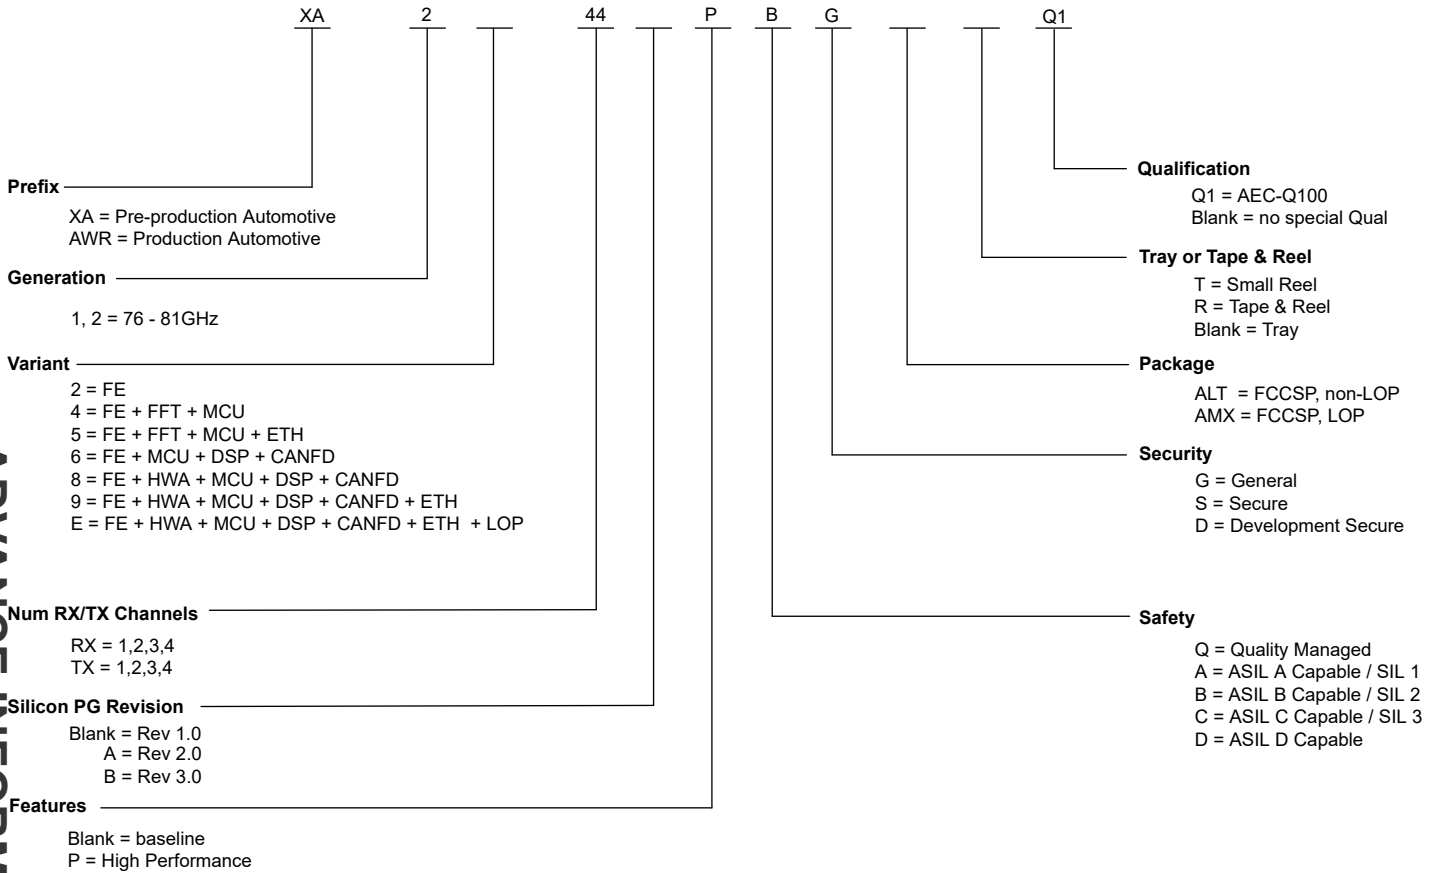 XA 2 44 P B G Q1
Prefix
XA = Pre-production Automotive
AWR = Production Automotive
Generation
1, 2 = 76 - 81GHz
Variant
2 = FE
4 = FE + FFT + MCU
5 = FE + FFT + MCU + ETH
6 = FE + MCU + DSP + CANFD
8 = FE + HWA + MCU + DSP + CANFD
9 = FE + HWA + MCU + DSP + CANFD + ETH
E = FE + HWA + MCU + DSP + CANFD + ETH + LOP
Num RX/TX Channels
RX = 1,2,3,4
TX = 1,2,3,4
Silicon PG Revision
Blank = Rev 1.0
A = Rev 2.0
B = Rev 3.0
Features
Blank = baseline
P = High Performance
Qualification
Q1 = AEC-Q100
Blank = no special Qual
Tray or Tape & Reel
T = Small Reel
R = Tape & Reel
Blank = Tray
Package
ALT = FCCSP, non-LOP
AMX = FCCSP, LOP
Security
G = General
S = Secure
D = Development Secure
Safety
Q = Quality Managed
A = ASIL A Capable / SIL 1
B = ASIL B Capable / SIL 2
C = ASIL C Capable / SIL 3
D = ASIL D Capable